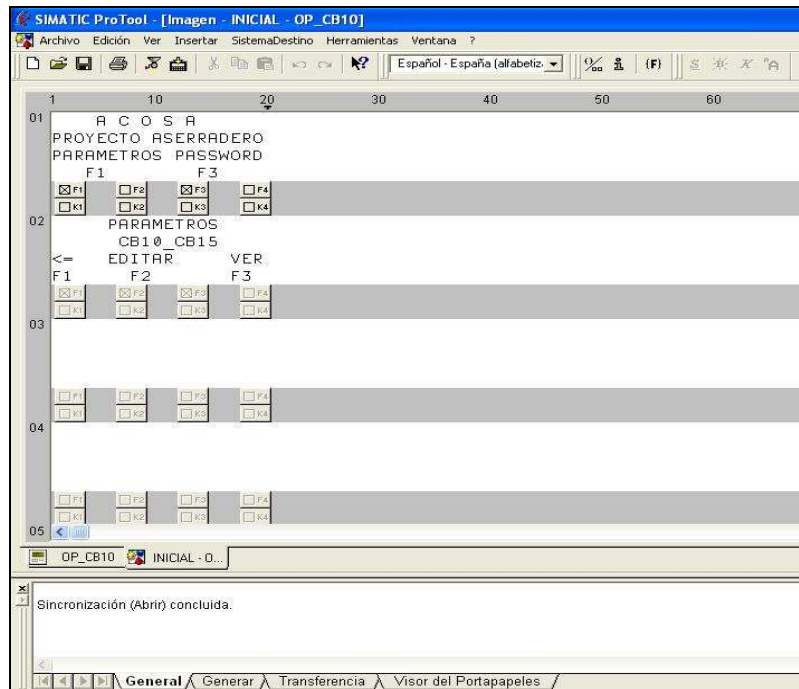 SIMATIC ProTool - [Imagen - INICIAL - OP_CB10]
Archivo Edición Ver Insertar SistemaDestino Herramientas Ventana ?
Español - España (alfabetiz.
S K A
1 10 20 30 40 50 60
01 A C O S A
PROYECTO ASERRADERO
PARAMETROS PASSWORD
F1 F3
F1 F2 F3 F4
K1 K2 K3 K4
02 PARAMETROS
CB10_CB15
<= EDITAR VER
F1 F2 F3
F1 F2 F3 F4
K1 K2 K3 K4
03
F1 F2 F3 F4
K1 K2 K3 K4
04
F1 F2 F3 F4
K1 K2 K3 K4
05
OP_CB10 INICIAL - O...
Sincronización (Abrir) concluida.
General Generar Transferencia Visor del Portapapeles